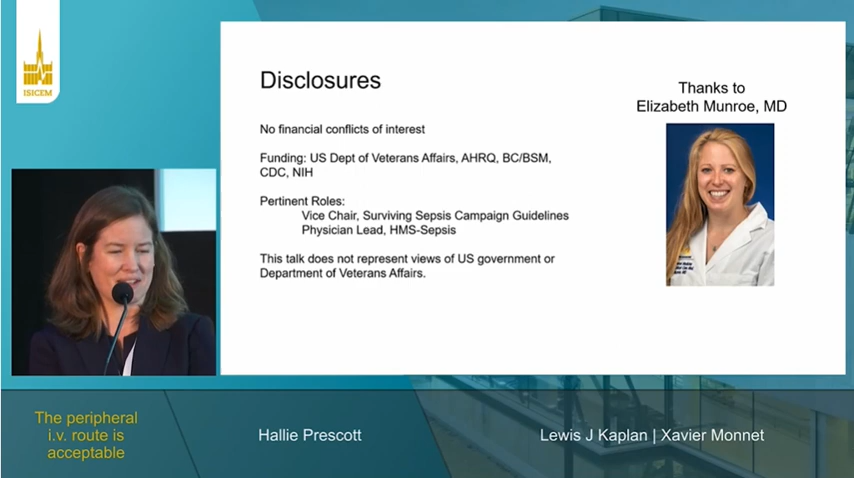 ISICEM
Disclosures
No financial conflicts of interest
Funding: US Dept of Veterans Affairs, AHRQ, BC/BSM,
CDC, NIH
Pertinent Roles:
Vice Chair, Surviving Sepsis Campaign Guidelines
Physician Lead, HMS-Sepsis
This talk does not represent views of US government or
Department of Veterans Affairs.
Thanks to
Elizabeth Munroe, MD
The peripheral
i.v. route is
acceptable
Hallie Prescott
Lewis J Kaplan | Xavier Monnet